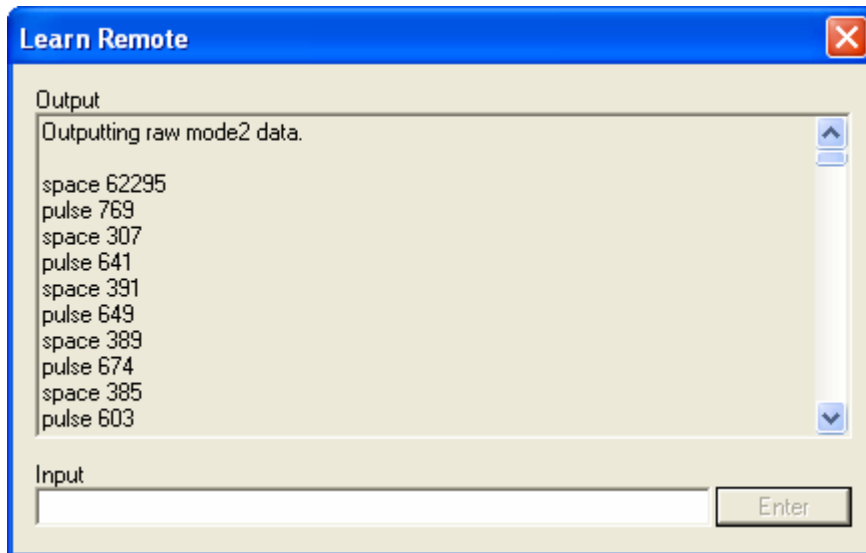 Learn Remote
Output
Outputting raw mode2 data.
space 62295
pulse 769
space 307
pulse 641
space 391
pulse 649
space 389
pulse 674
space 385
pulse 603
Input
Enter